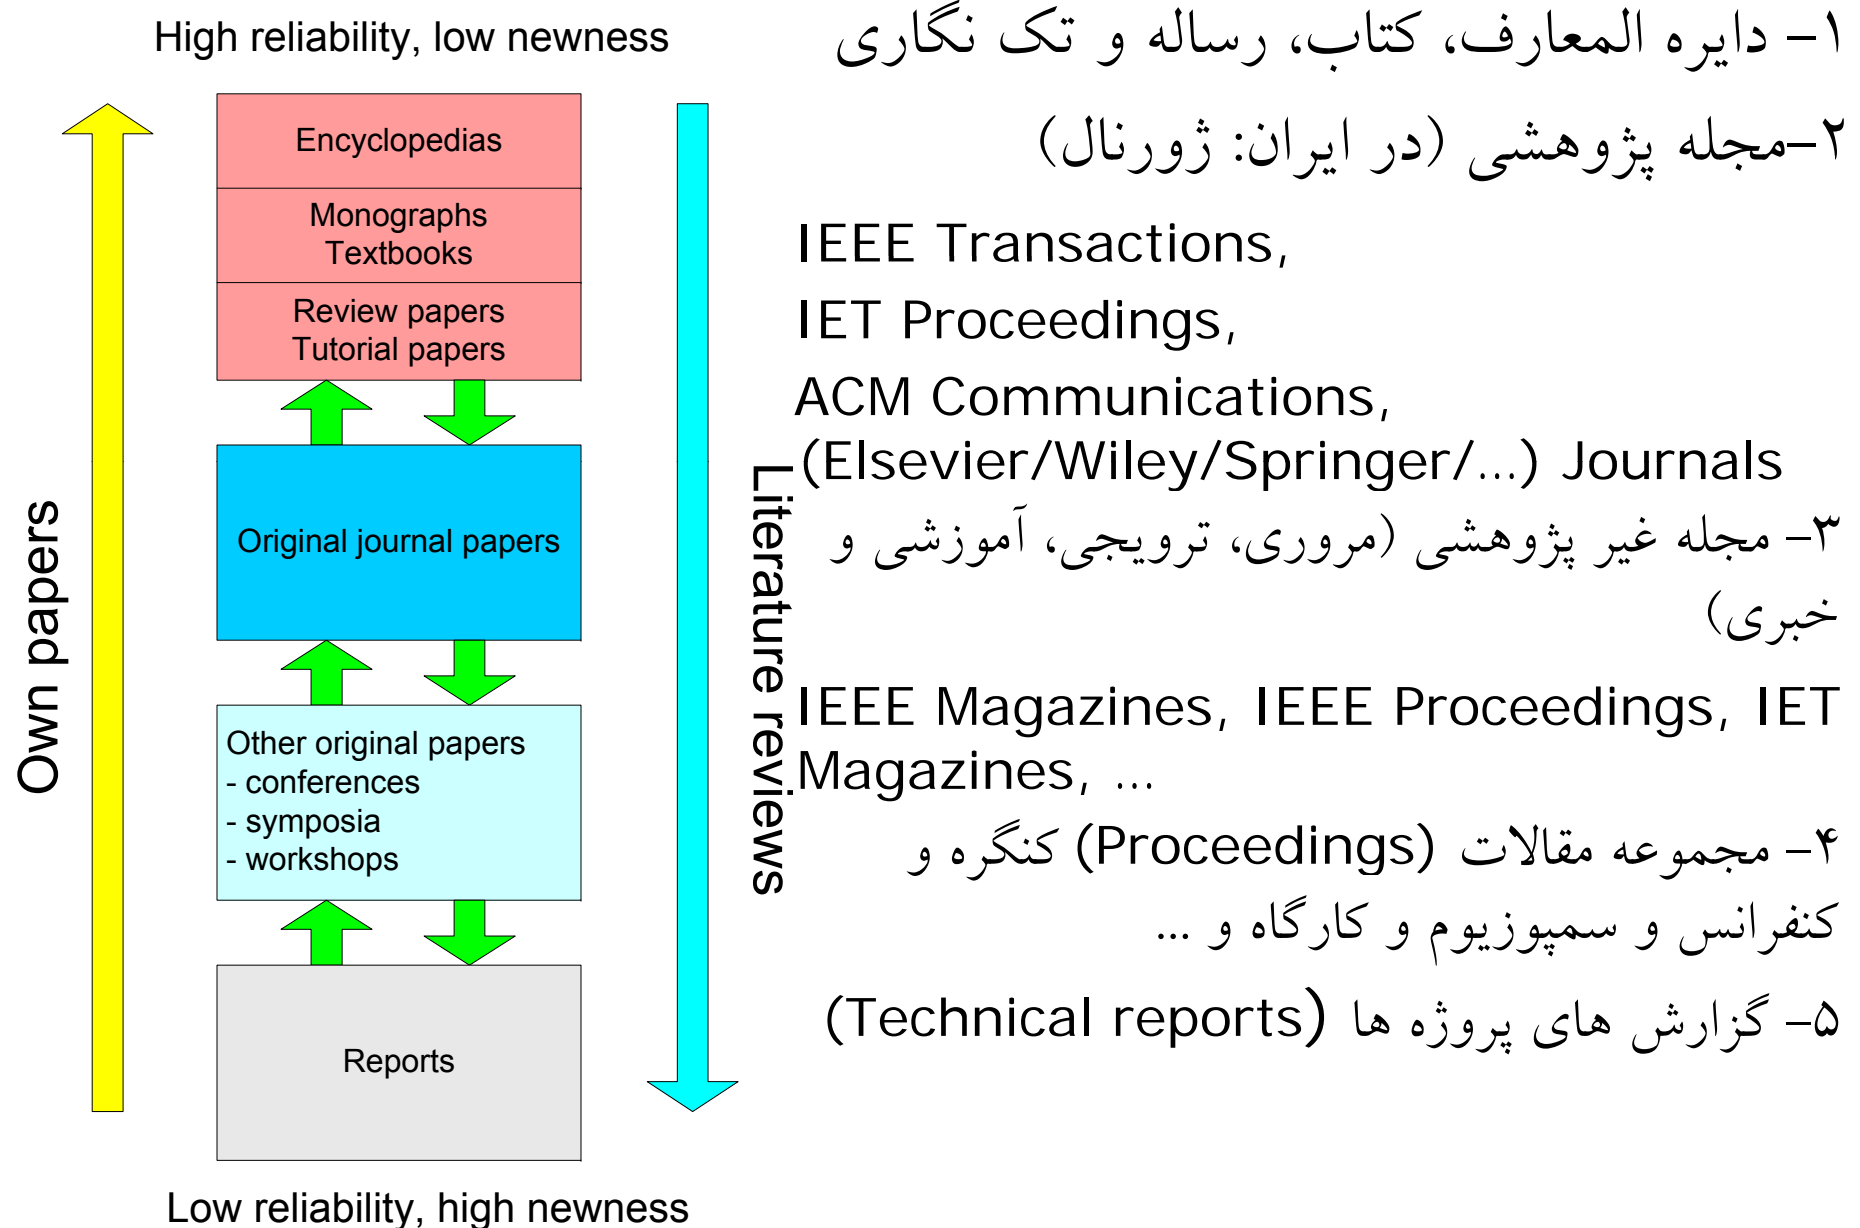 High reliability, low newness
Encyclopedias
Monographs
Textbooks
Review papers
Tutorial papers
Original journal papers
Other original papers
- conferences
- symposia
- workshops
Reports
Low reliability, high newness
Own papers
Literature reviews
۱- دایره المعارف، کتاب، رساله و تک نگاری
۲-مجله پژوهشی (در ایران: ژورنال)
IEEE Transactions,
IET Proceedings,
ACM Communications,
(Elsevier/Wiley/Springer/...) Journals
۳- مجله غیر پژوهشی (مروری، ترویجی، آموزشی و
خبری)
IEEE Magazines, IEEE Proceedings, IET
Magazines, ...
۴- مجموعه مقالات (Proceedings) کنگره و
کنفرانس و سمپوزیوم و کارگاه و ...
۵- گزارش های پروژه ها (Technical reports)